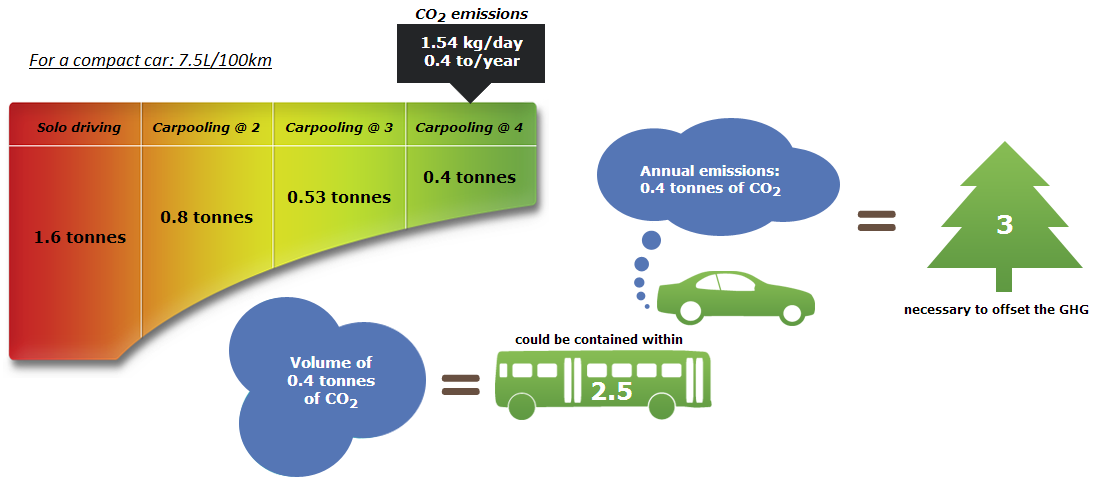 CO2 emissions
1.54 kg/day
0.4 to/year
For a compact car: 7.5L/100km
Solo driving
Carpooling @ 2
Carpooling @ 3
Carpooling @ 4
1.6 tonnes
0.8 tonnes
0.53 tonnes
0.4 tonnes
Annual emissions:
0.4 tonnes of CO2
3
necessary to offset the GHG
Volume of
0.4 tonnes
of CO2
could be contained within
2.5